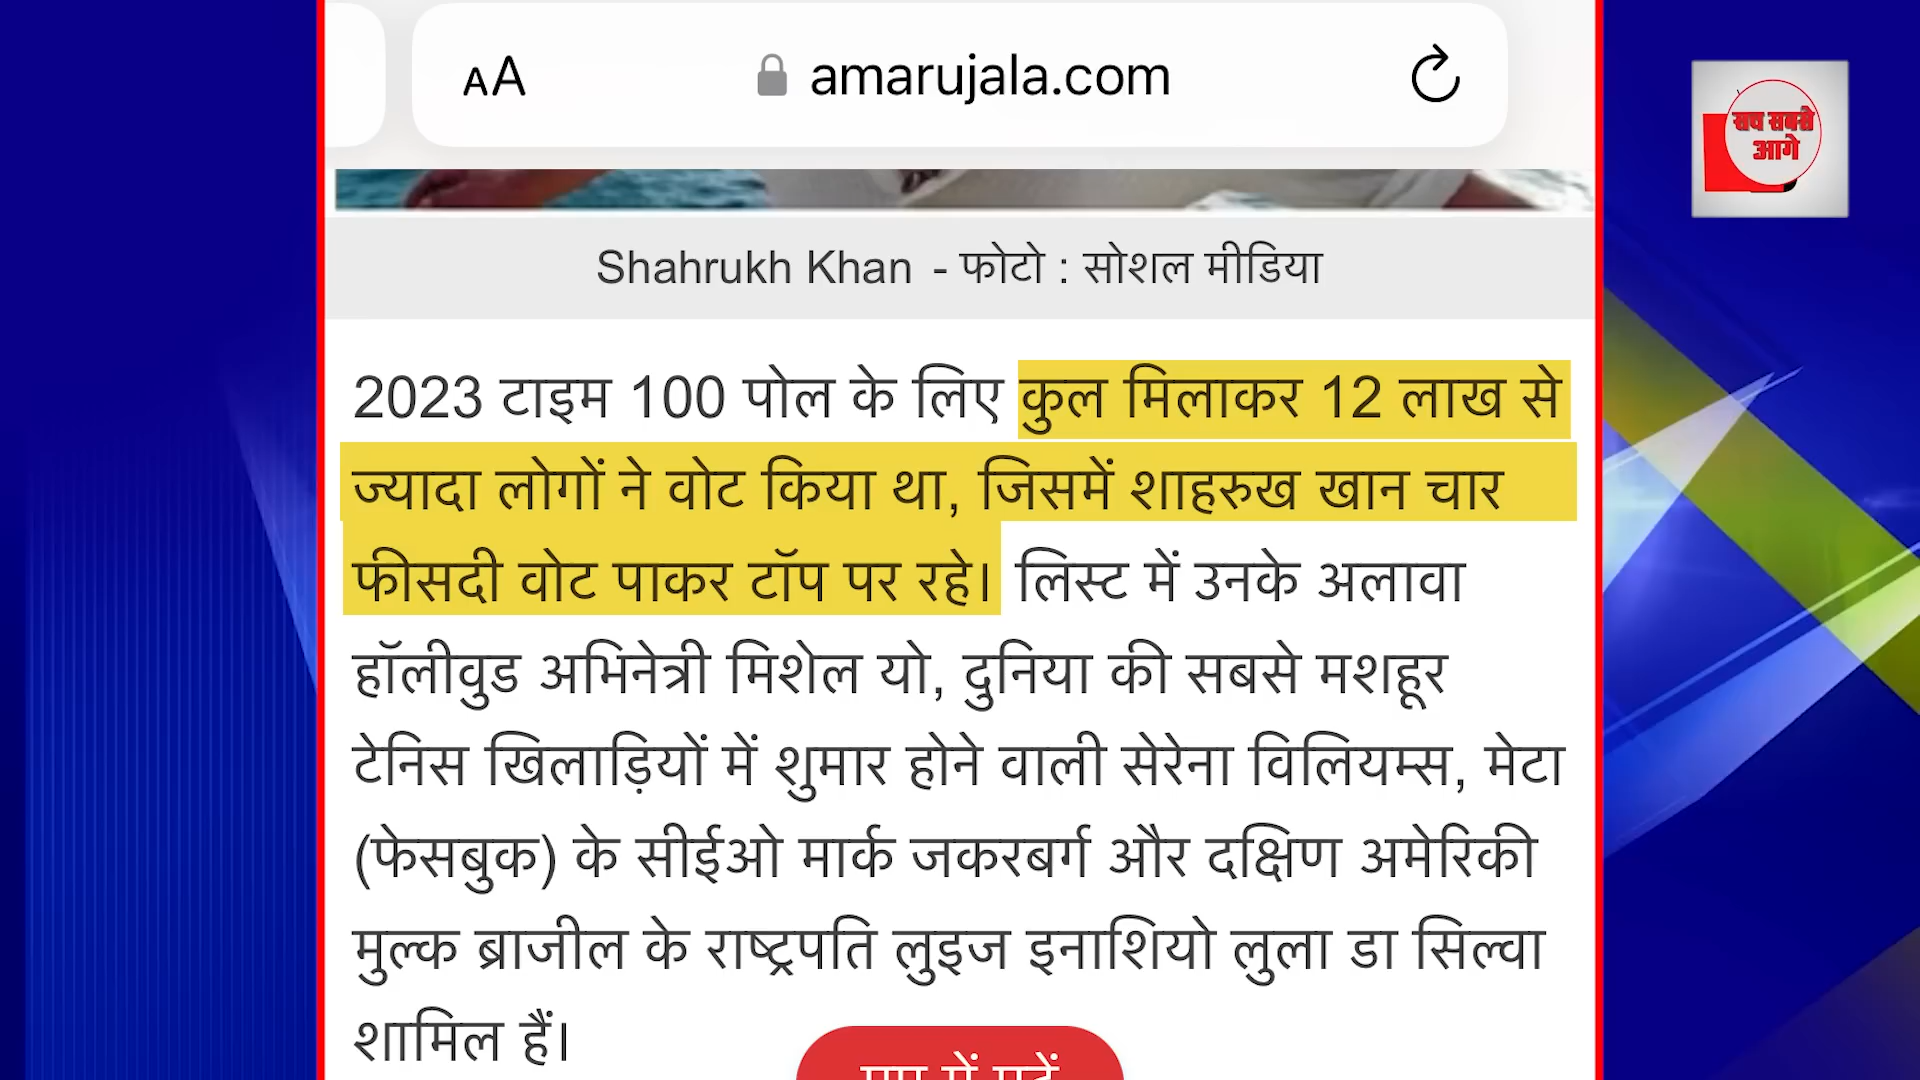 AA amarujala.com
सच सबसे
आगे
Shahrukh Khan - फोटो : सोशल मीडिया
2023 टाइम 100 पोल के लिए कुल मिलाकर 12 लाख से
ज्यादा लोगों ने वोट किया था, जिसमें शाहरुख खान चार
फीसदी वोट पाकर टॉप पर रहे। लिस्ट में उनके अलावा
हॉलीवुड अभिनेत्री मिशेल यो, दुनिया की सबसे मशहूर
टेनिस खिलाड़ियों में शुमार होने वाली सेरेना विलियम्स, मेटा
(फेसबुक) के सीईओ मार्क जकरबर्ग और दक्षिण अमेरिकी
मुल्क ब्राजील के राष्ट्रपति लुइज इनाशियो लुला डा सिल्वा
शामिल हैं।